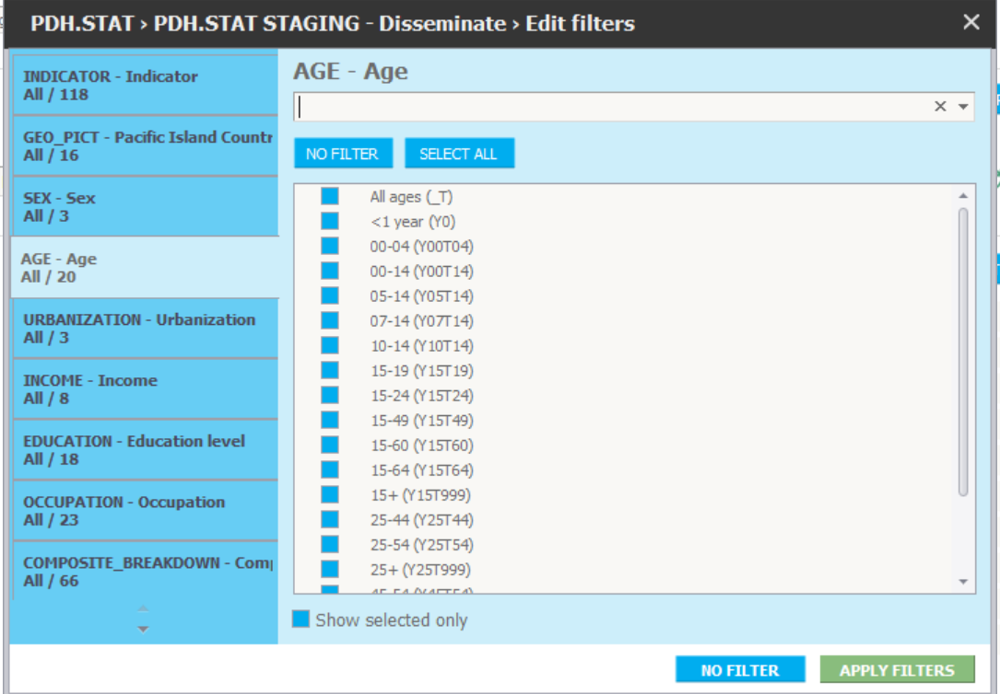 PDH.STAT › PDH.STAT STAGING - Disseminate › Edit filters
INDICATOR - Indicator
All / 118
GEO_PICT - Pacific Island Countr
All / 16
SEX - Sex
All / 3
AGE - Age
All / 20
URBANIZATION - Urbanization
All / 3
INCOME - Income
All / 8
EDUCATION - Education level
All / 18
OCCUPATION - Occupation
All / 23
COMPOSITE_BREAKDOWN - Com
All / 66
AGE - Age
NO FILTER
SELECT ALL
All ages (_T)
<1 year (Y0)
00-04 (Y00T04)
00-14 (Y00T14)
05-14 (Y05T14)
07-14 (Y07T14)
10-14 (Y10T14)
15-19 (Y15T19)
15-24 (Y15T24)
15-49 (Y15T49)
15-60 (Y15T60)
15-64 (Y15T64)
15+ (Y15T999)
25-44 (Y25T44)
25-54 (Y25T54)
25+ (Y25T999)
Show selected only
NO FILTER
APPLY FILTERS